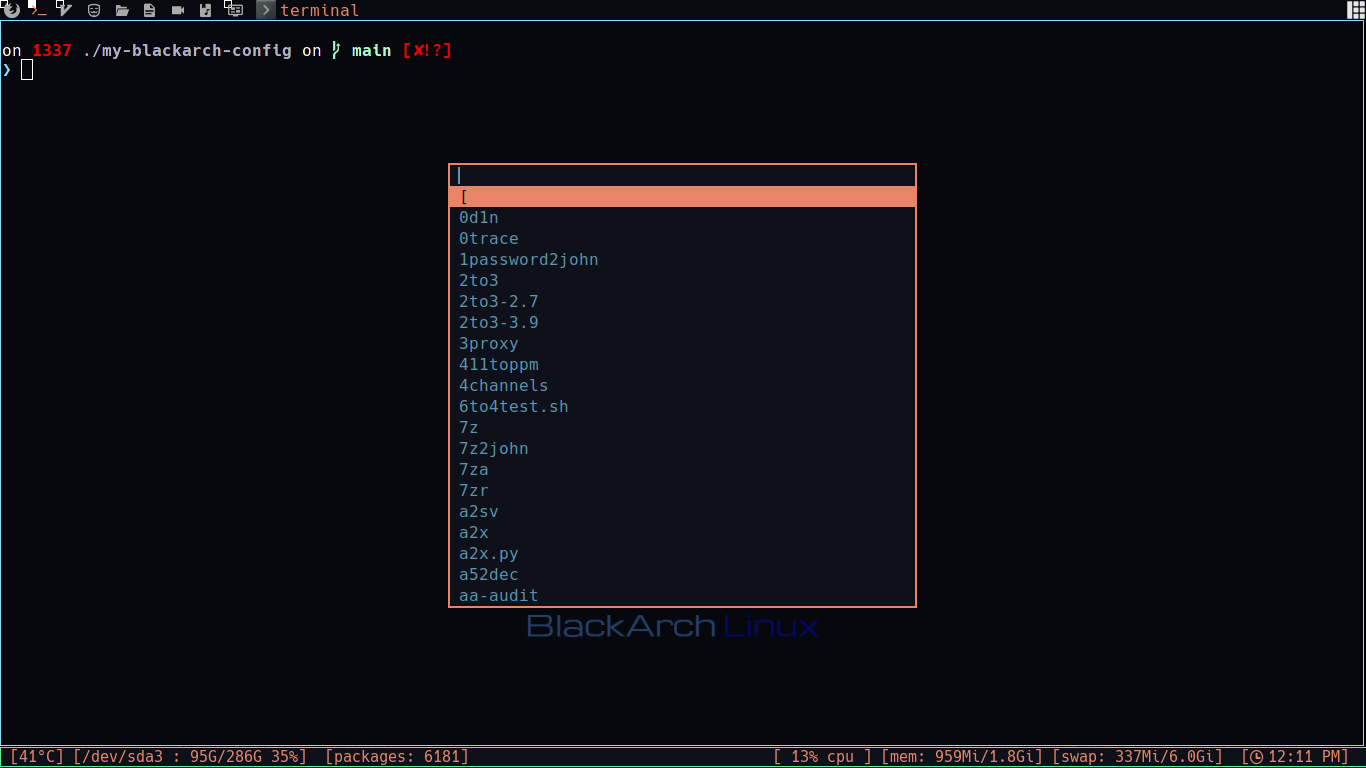 terminal
on 1337 ./my-blackarch-config on main [✘!?]
❯
[
0d1n
0trace
1password2john
2to3
2to3-2.7
2to3-3.9
3proxy
411toppm
4channels
6to4test.sh
7z
7z2john
7za
7zr
a2sv
a2x
a2x.py
a52dec
aa-audit
BlackArch Linux
[41°C] [/dev/sda3 : 95G/286G 35%] [packages: 6181] [ 13% cpu ] [mem: 959Mi/1.8Gi] [swap: 337Mi/6.0Gi] [12:11 PM]